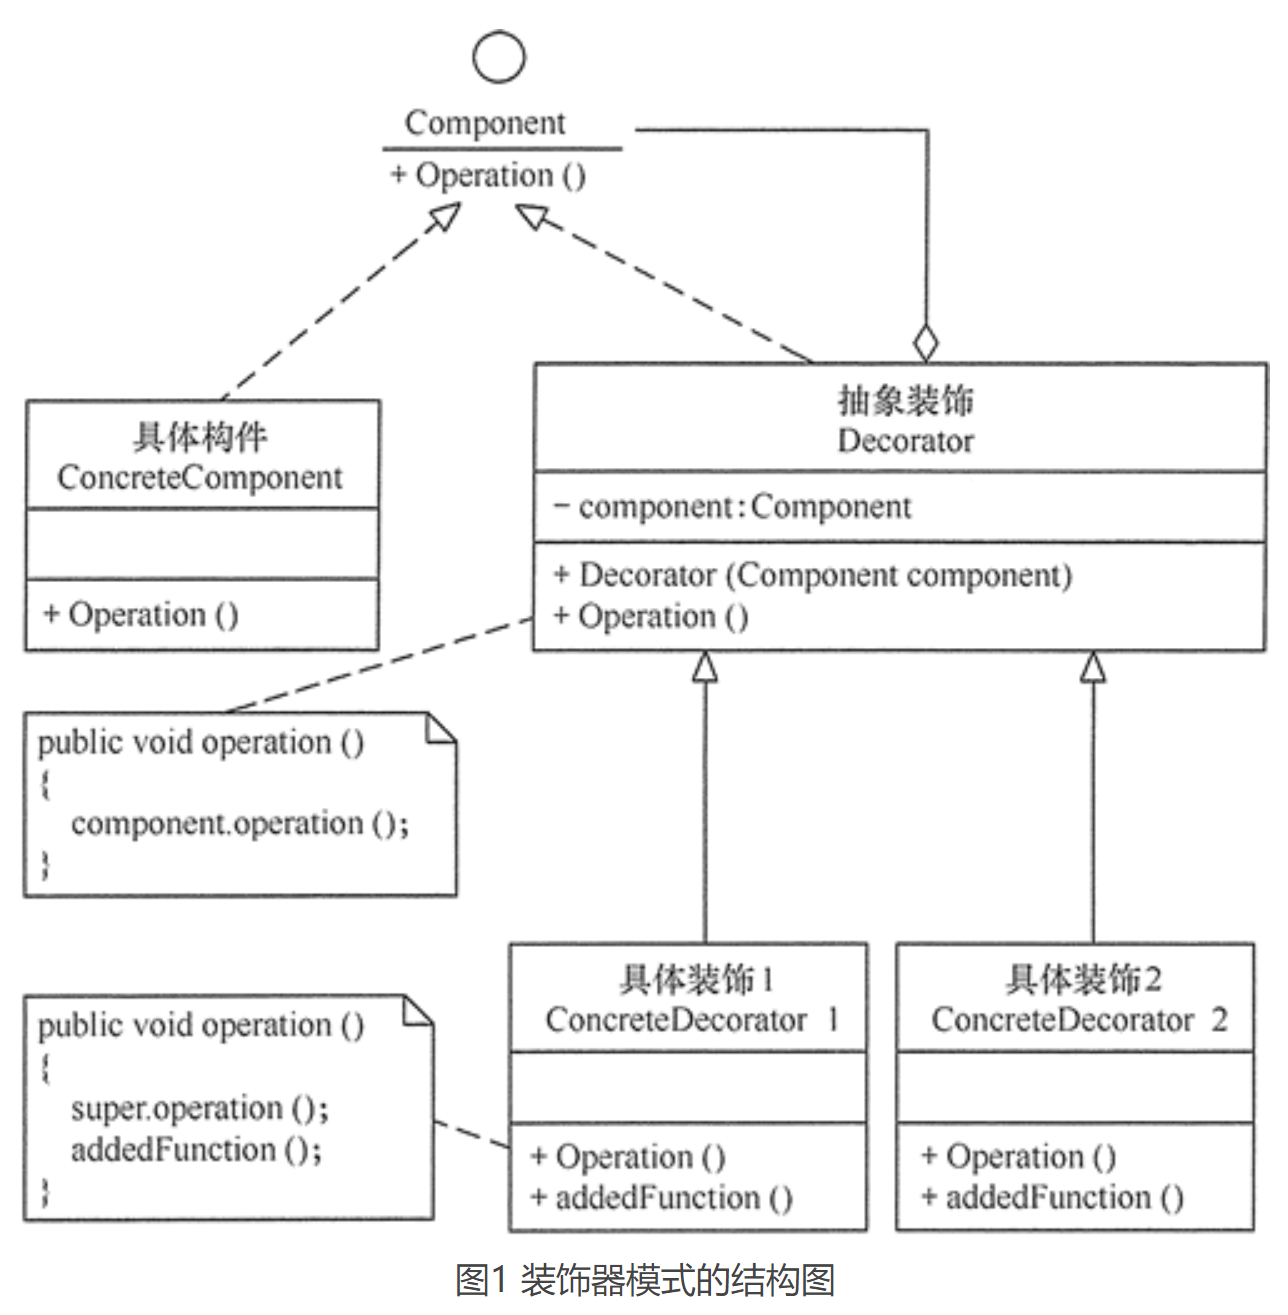 Component
+ Operation ()
具体构件
ConcreteComponent
+ Operation ()
抽象装饰
Decorator
- component:Component
+ Decorator (Component component)
+ Operation ()
public void operation ()
{
component.operation ();
}
public void operation ()
{
super.operation ();
addedFunction ();
}
具体装饰1
ConcreteDecorator 1
+ Operation ()
+ addedFunction ()
具体装饰2
ConcreteDecorator 2
+ Operation ()
+ addedFunction ()
图1 装饰器模式的结构图